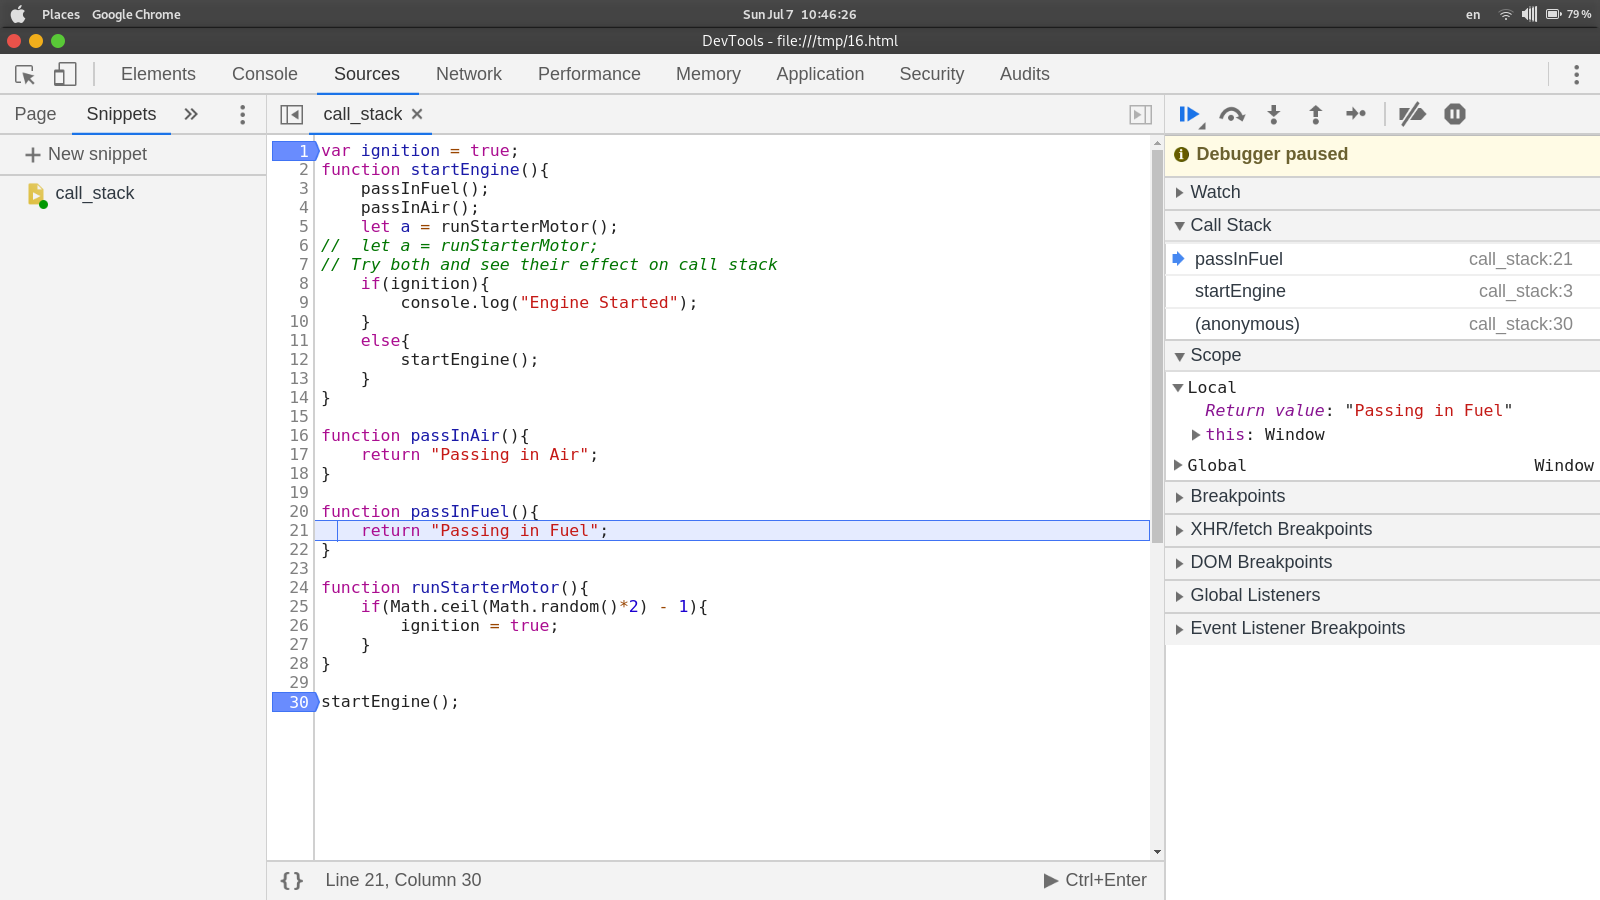 Places Google Chrome Sun Jul 7 10:46:26 en 79 %
DevTools - file:///tmp/16.html
Elements Console Sources Network Performance Memory Application Security Audits
Page Snippets
New snippet
call_stack
call_stack
1 var ignition = true;
2 function startEngine(){
3     passInFuel();
4     passInAir();
5     let a = runStarterMotor();
6 //  let a = runStarterMotor;
7 // Try both and see their effect on call stack
8     if(ignition){
9         console.log("Engine Started");
10     }
11     else{
12         startEngine();
13     }
14 }
15
16 function passInAir(){
17     return "Passing in Air";
18 }
19
20 function passInFuel(){
21     return "Passing in Fuel";
22 }
23
24 function runStarterMotor(){
25     if(Math.ceil(Math.random()*2) - 1){
26         ignition = true;
27     }
28 }
29
30 startEngine();
{} Line 21, Column 30 Ctrl+Enter
Debugger paused
Watch
Call Stack
passInFuel call_stack:21
startEngine call_stack:3
(anonymous) call_stack:30
Scope
Local
Return value: "Passing in Fuel"
this: Window
Global Window
Breakpoints
XHR/fetch Breakpoints
DOM Breakpoints
Global Listeners
Event Listener Breakpoints